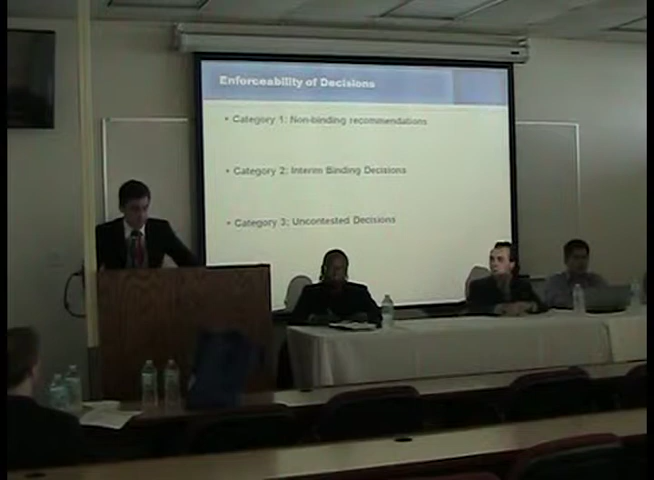 Enforceability of Decisions
• Category 1: Non-binding recommendations
• Category 2: Interim Binding Decisions
• Category 3: Uncontested Decisions